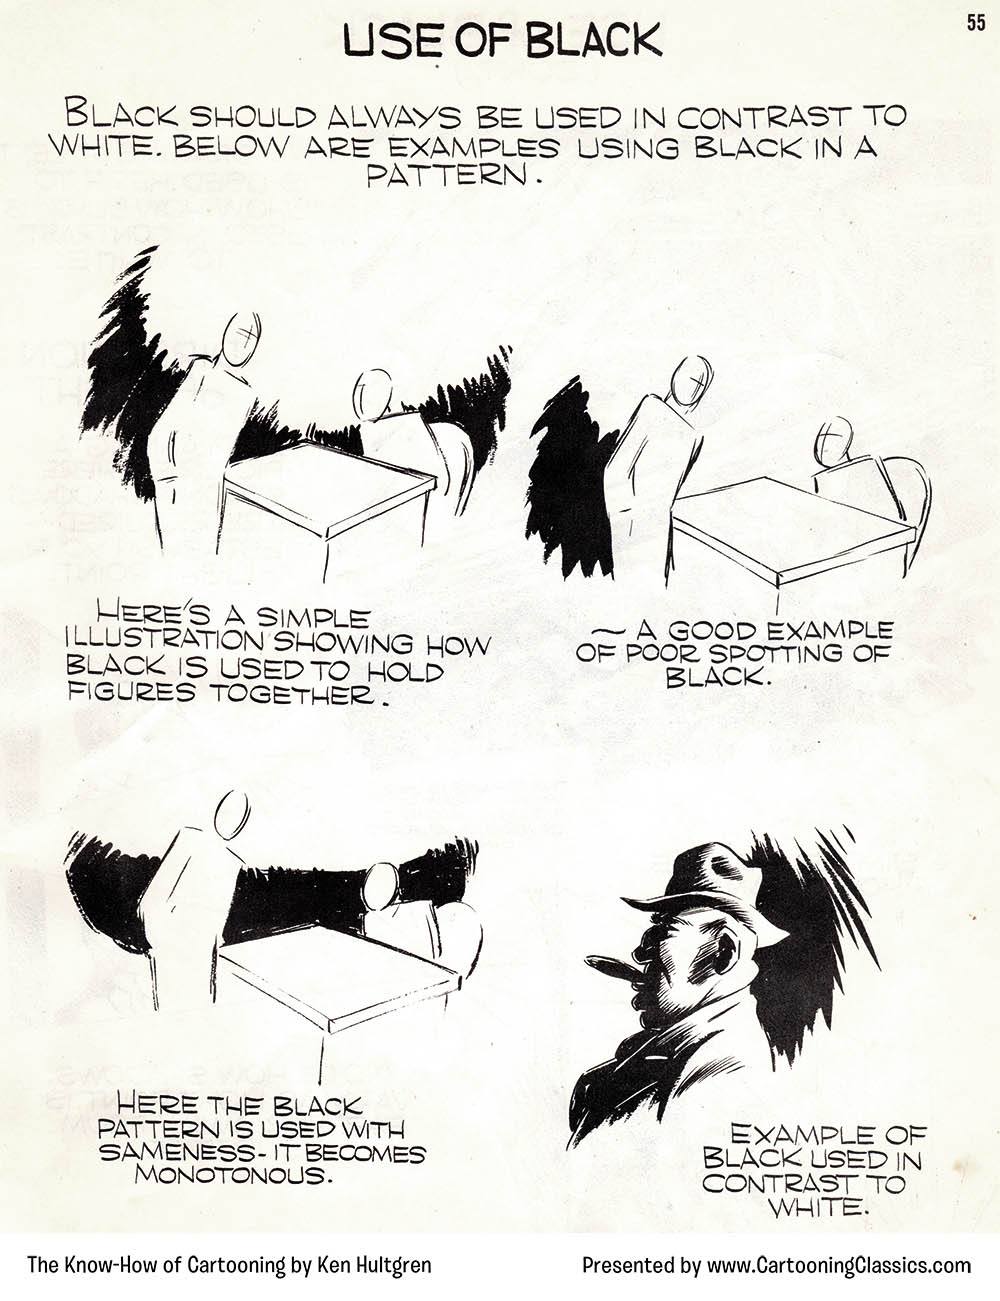 55
USE OF BLACK
BLACK SHOULD ALWAYS BE USED IN CONTRAST TO
WHITE. BELOW ARE EXAMPLES USING BLACK IN A
PATTERN.
HERE'S A SIMPLE
ILLUSTRATION SHOWING HOW
BLACK IS USED TO HOLD
FIGURES TOGETHER.
~ A GOOD EXAMPLE
OF POOR SPOTTING OF
BLACK.
HERE THE BLACK
PATTERN IS USED WITH
SAMENESS - IT BECOMES
MONOTONOUS.
EXAMPLE OF
BLACK USED IN
CONTRAST TO
WHITE.
The Know-How of Cartooning by Ken Hultgren
Presented by www.CartooningClassics.com